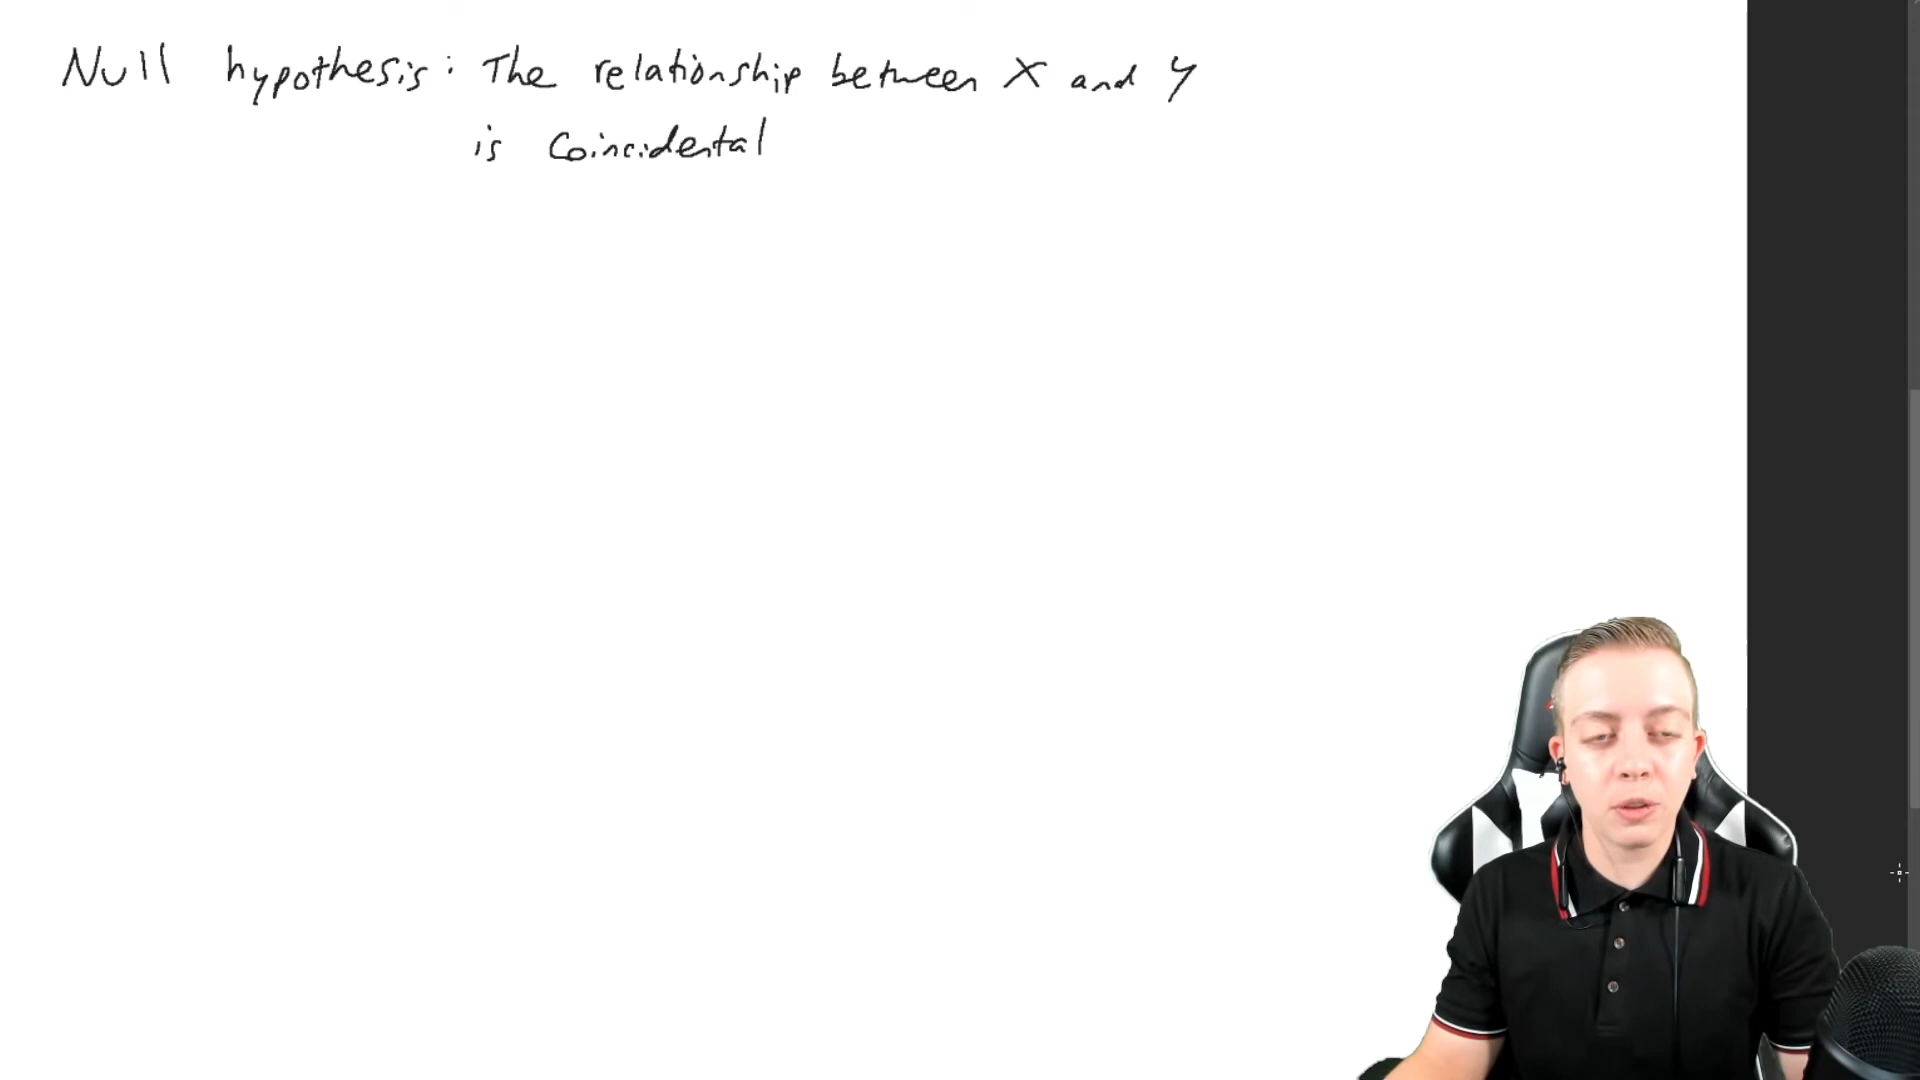 Null hypothesis: The relationship between X and Y
is Coincidental